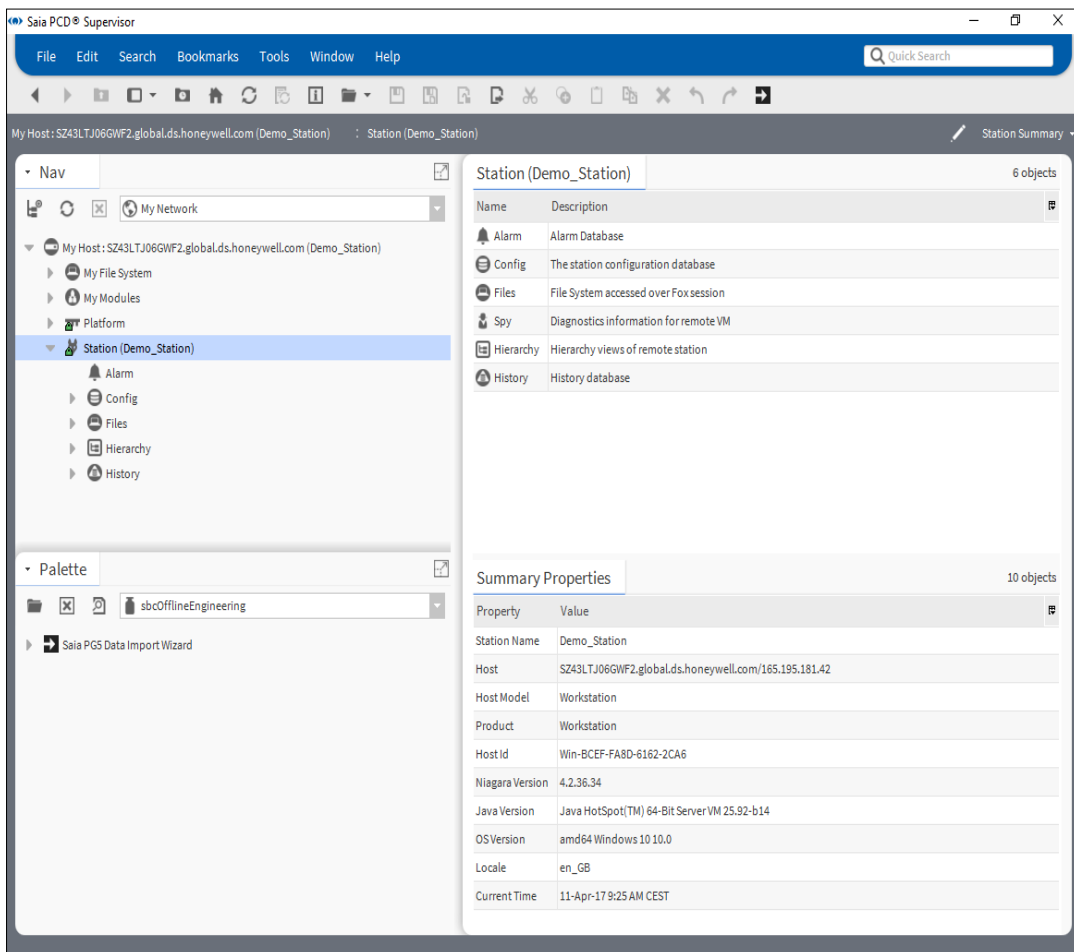 Saia PCD® Supervisor
File Edit Search Bookmarks Tools Window Help
Quick Search
My Host : SZ43LTJ06GWF2.global.ds.honeywell.com (Demo_Station) : Station (Demo_Station)
Station Summary
Nav
My Network
My Host : SZ43LTJ06GWF2.global.ds.honeywell.com (Demo_Station)
My File System
My Modules
Platform
Station (Demo_Station)
Alarm
Config
Files
Hierarchy
History
Palette
sbcOfflineEngineering
Saia PG5 Data Import Wizard
Station (Demo_Station) 6 objects
Name Description
Alarm Alarm Database
Config The station configuration database
Files File System accessed over Fox session
Spy Diagnostics information for remote VM
Hierarchy Hierarchy views of remote station
History History database
Summary Properties 10 objects
Property Value
Station Name Demo_Station
Host SZ43LTJ06GWF2.global.ds.honeywell.com/165.195.181.42
Host Model Workstation
Product Workstation
Host Id Win-BCEF-FA8D-6162-2CA6
Niagara Version 4.2.36.34
Java Version Java HotSpot(TM) 64-Bit Server VM 25.92-b14
OS Version amd64 Windows 10 10.0
Locale en_GB
Current Time 11-Apr-17 9:25 AM CEST